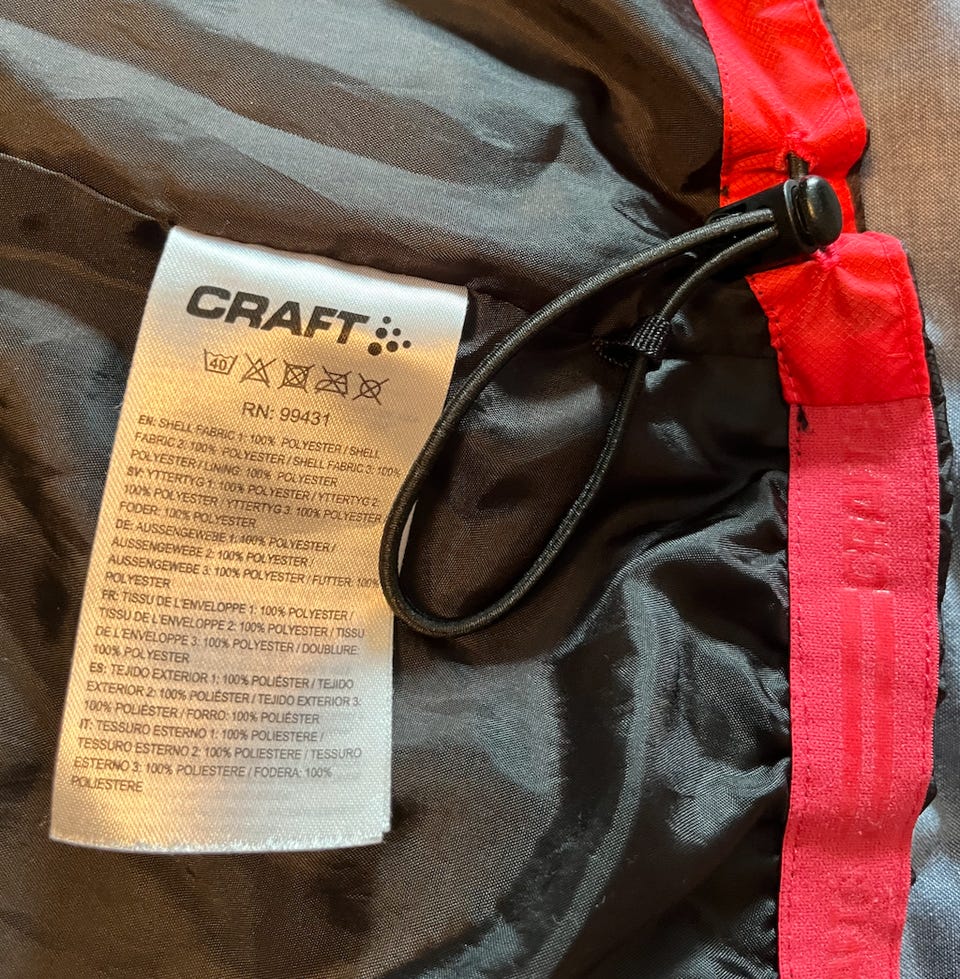 CRAFT
40
RN: 99431
EN: SHELL FABRIC 1: 100% POLYESTER / SHELL
FABRIC 2: 100% POLYESTER / SHELL FABRIC 3: 100%
POLYESTER / LINING: 100% POLYESTER
SV: YTTERTYG 1: 100% POLYESTER / YTTERTYG 2:
100% POLYESTER / YTTERTYG 3: 100% POLYESTER
FODER: 100% POLYESTER
DE: AUSSENGEWEBE 1: 100% POLYESTER /
AUSSENGEWEBE 2: 100% POLYESTER /
AUSSENGEWEBE 3: 100% POLYESTER / FUTTER: 100%
POLYESTER
FR: TISSU DE L'ENVELOPPE 1: 100% POLYESTER /
TISSU DE L'ENVELOPPE 2: 100% POLYESTER / TISSU
DE L'ENVELOPPE 3: 100% POLYESTER / DOUBLURE:
100% POLYESTER
ES: TEJIDO EXTERIOR 1: 100% POLIÉSTER / TEJIDO
EXTERIOR 2: 100% POLIÉSTER / TEJIDO EXTERIOR 3:
100% POLIÉSTER / FORRO: 100% POLIÉSTER
IT: TESSURO ESTERNO 1: 100% POLIESTERE /
TESSURO ESTERNO 2: 100% POLIESTERE / TESSURO
ESTERNO 3: 100% POLIESTERE / FODERA: 100%
POLIESTERE